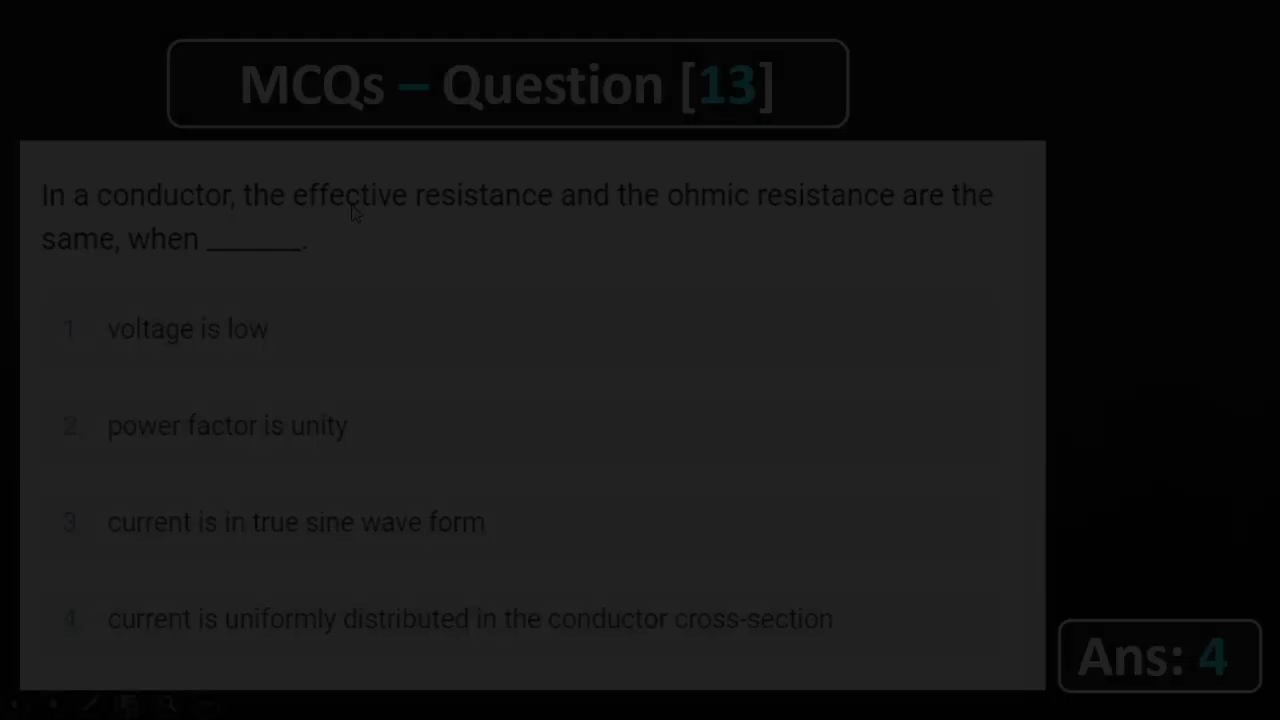 MCQs – Question [13]
In a conductor, the effective resistance and the ohmic resistance are the
same, when _______.
1. voltage is low
2. power factor is unity
3. current is in true sine wave form
4. current is uniformly distributed in the conductor cross-section
Ans: 4